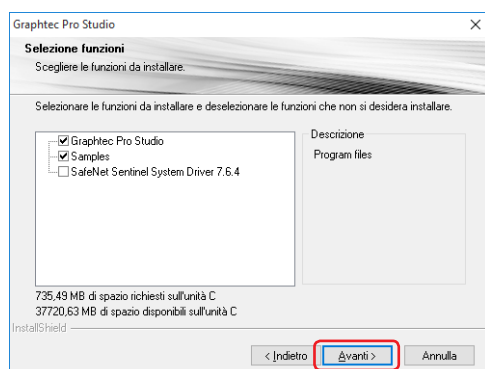 Graphtec Pro Studio
Selezione funzioni
Scegliere le funzioni da installare.
Selezionare le funzioni da installare e deselezionare le funzioni che non si desidera installare.
Graphtec Pro Studio
Samples
SafeNet Sentinel System Driver 7.6.4
Descrizione
Program files
735,49 MB di spazio richiesti sull'unità C
37720,63 MB di spazio disponibili sull'unità C
InstallShield
< Indietro
Avanti >
Annulla